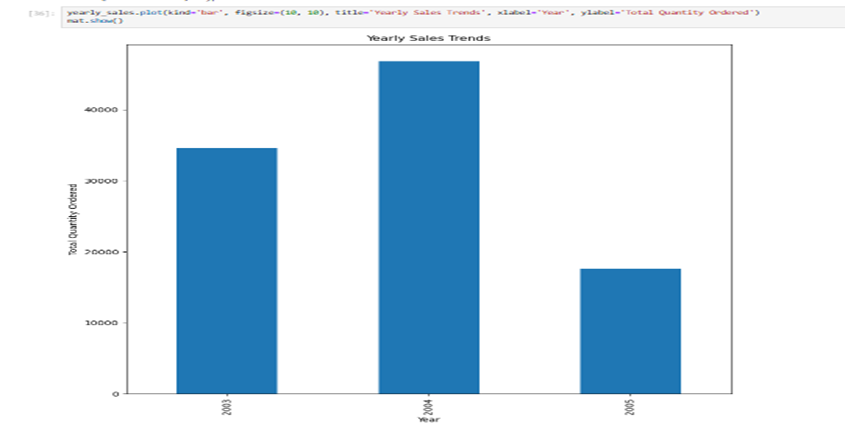 [36]: yearly_sales.plot(kind='bar', figsize=(10, 10), title='Yearly Sales Trends', xlabel='Year', ylabel='Total Quantity Ordered')
mat.show()
Yearly Sales Trends
40000
30000
20000
10000
0
Total Quantity Ordered
2003
2004
2005
Year